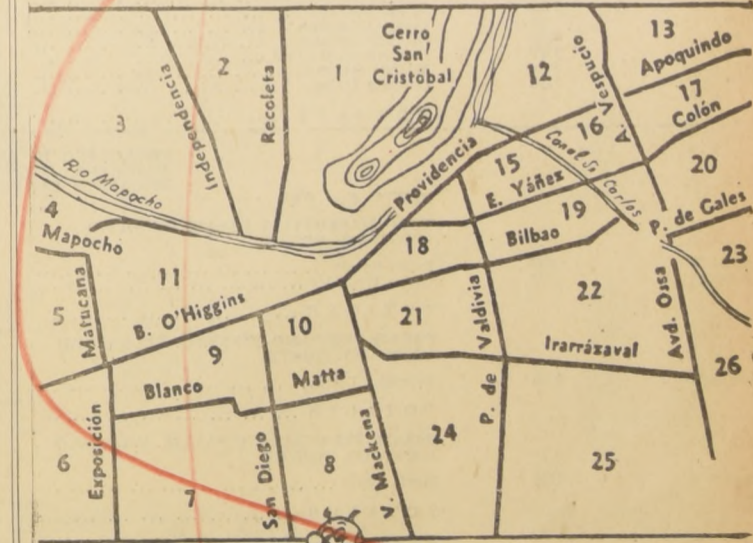 13
Apoquindo
Cerro
San
Cristóbal
2
1
12
A. Vespucio
17
Colón
3
Independencia
Recoleta
16
Providencia
15
Canal S. Carlos
20
Rio Mapocho
E. Yáñez
4
19
P. de Gales
Mapocho
18
Bilbao
23
11
Matucana
5
B. O'Higgins
10
21
P. de Valdivia
22
Avd. Ossa
9
Irarrázaval
26
Blanco
Matta
6
Exposición
7
San Diego
8
V. Mackena
24
25